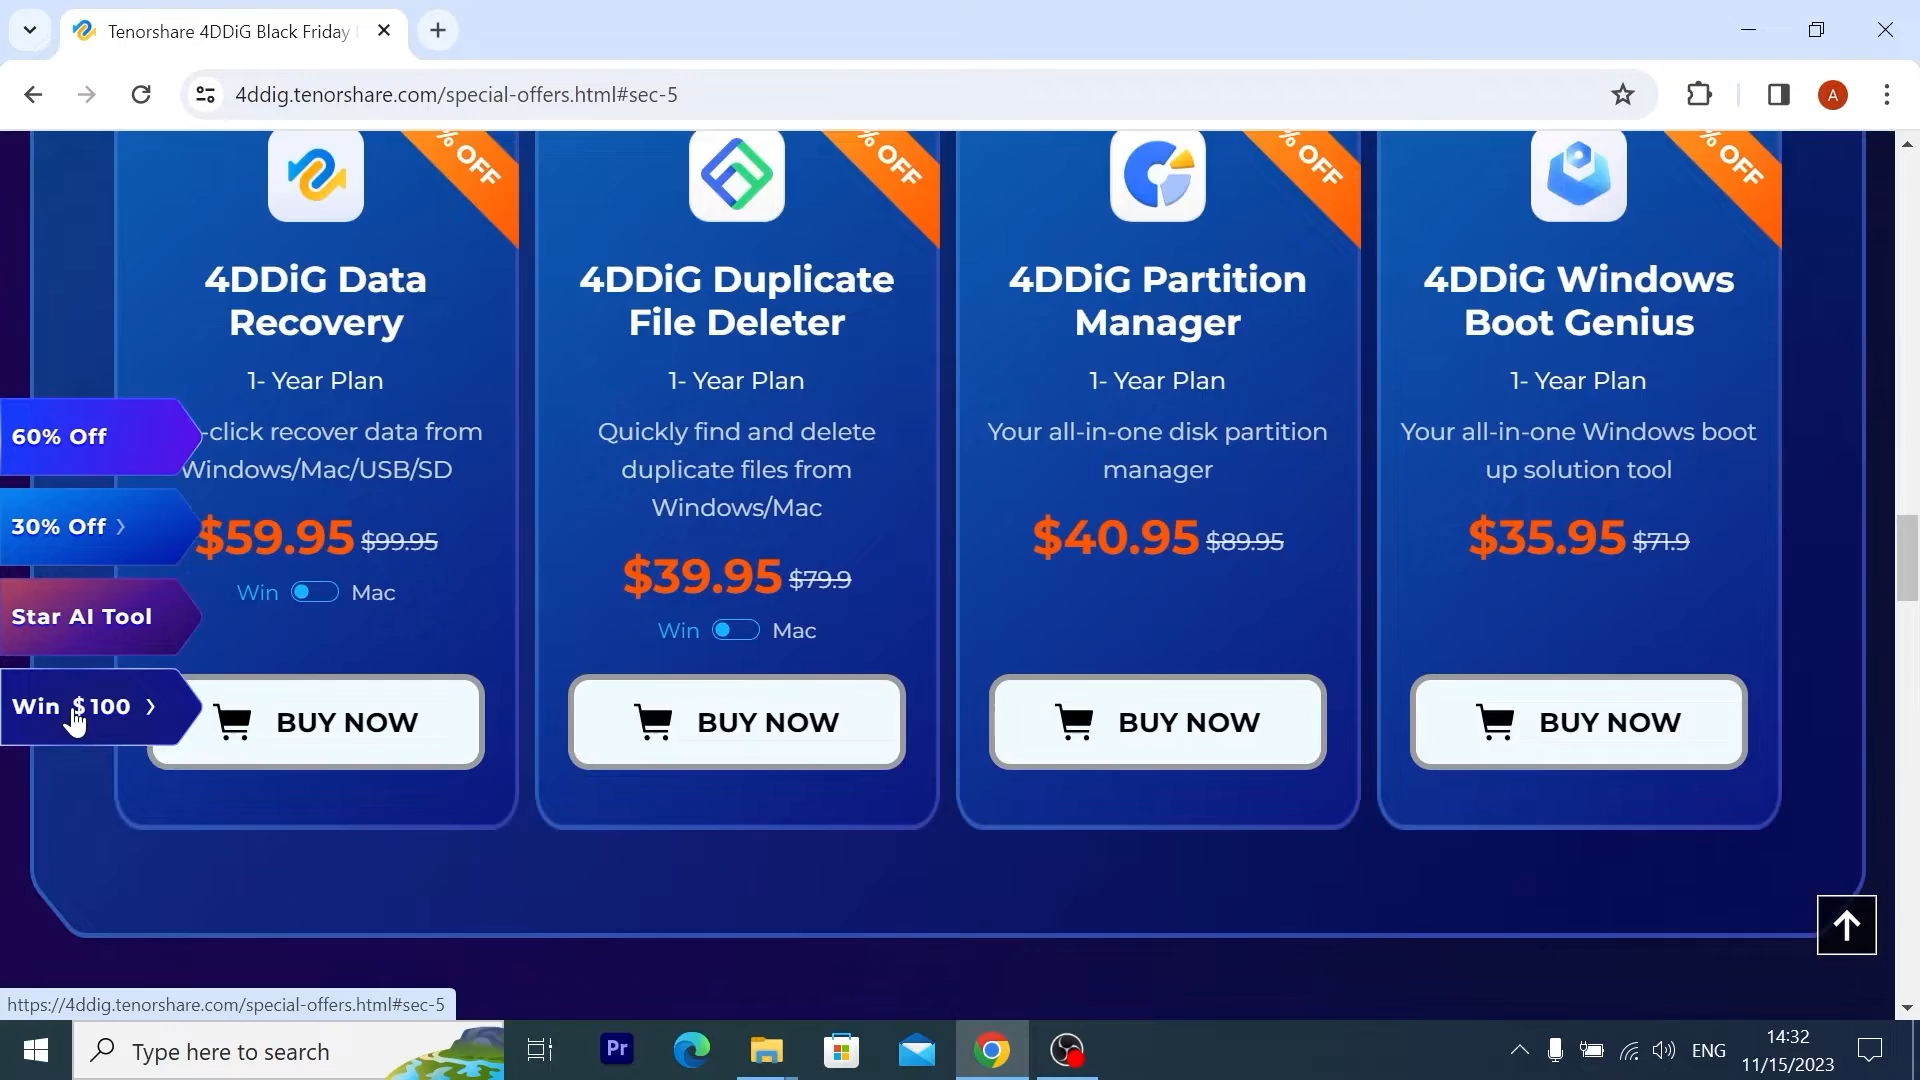 Tenorshare 4DDiG Black Friday
4ddig.tenorshare.com/special-offers.html#sec-5
A
% OFF
% OFF
% OFF
% OFF
4DDiG Data
Recovery
1- Year Plan
-click recover data from
Windows/Mac/USB/SD
$59.95 $99.95
Win Mac
BUY NOW
4DDiG Duplicate
File Deleter
1- Year Plan
Quickly find and delete
duplicate files from
Windows/Mac
$39.95 $79.9
Win Mac
BUY NOW
4DDiG Partition
Manager
1- Year Plan
Your all-in-one disk partition
manager
$40.95 $89.95
BUY NOW
4DDiG Windows
Boot Genius
1- Year Plan
Your all-in-one Windows boot
up solution tool
$35.95 $71.9
BUY NOW
60% Off
30% Off
Star AI Tool
Win $100
https://4ddig.tenorshare.com/special-offers.html#sec-5
Type here to search
Pr
ENG
14:32
11/15/2023